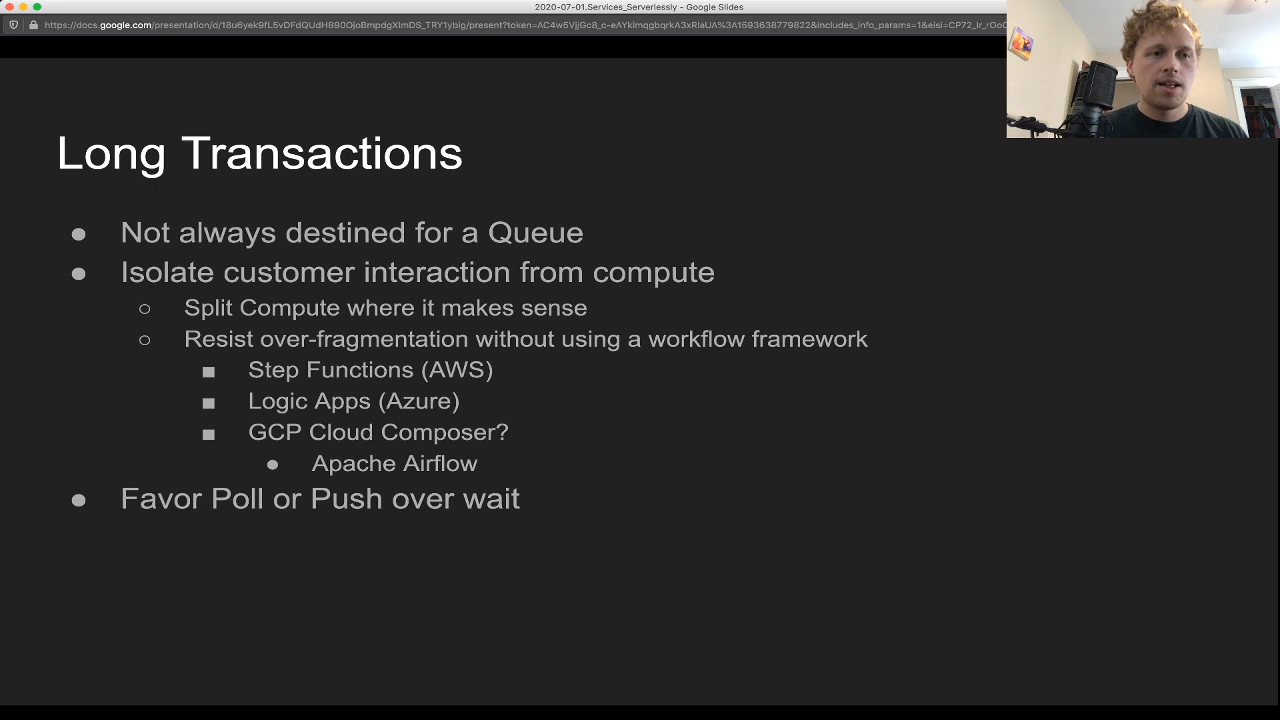 2020-07-01.Services_Serverlessly - Google Slides
Long Transactions
● Not always destined for a Queue
● Isolate customer interaction from compute
○ Split Compute where it makes sense
○ Resist over-fragmentation without using a workflow framework
■ Step Functions (AWS)
■ Logic Apps (Azure)
■ GCP Cloud Composer?
● Apache Airflow
● Favor Poll or Push over wait